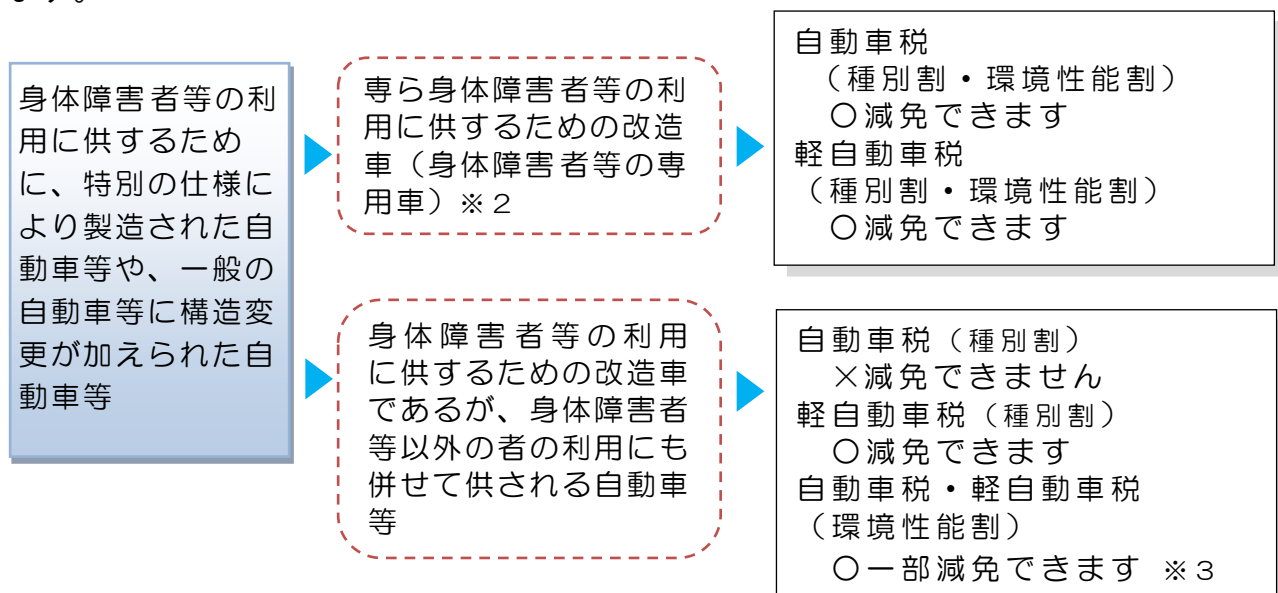 ます。
身体障害者等の利
用に供するため
に、特別の仕様に
より製造された自
動車等や、一般の
自動車等に構造変
更が加えられた自
動車等
専ら身体障害者等の利
用に供するための改造
車（身体障害者等の専
用車）※２
自動車税
（種別割・環境性能割）
〇減免できます
軽自動車税
（種別割・環境性能割）
〇減免できます
身体障害者等の利用
に供するための改造車
であるが、身体障害者
等以外の者の利用にも
併せて供される自動車
等
自動車税（種別割）
×減免できません
軽自動車税（種別割）
〇減免できます
自動車税・軽自動車税
（環境性能割）
〇一部減免できます ※３